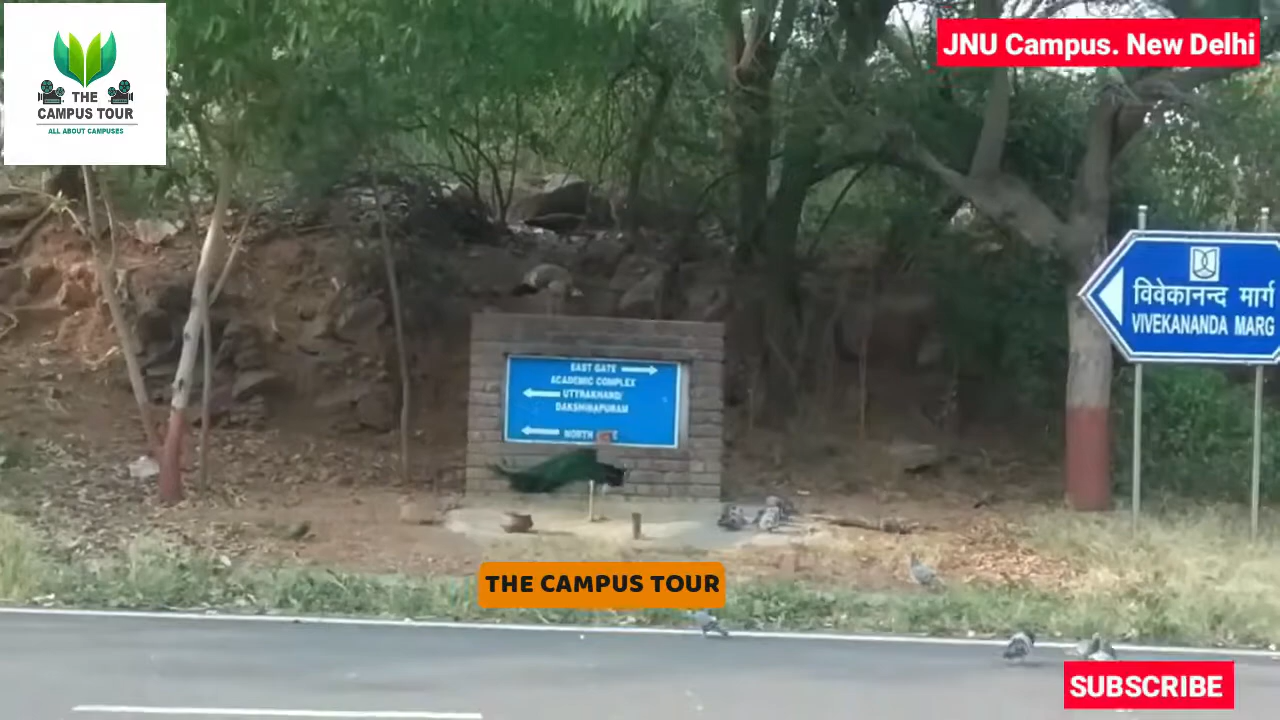 THE
CAMPUS TOUR
ALL ABOUT CAMPUSES
JNU Campus. New Delhi
विवेकानन्द मार्ग
VIVEKANANDA MARG
EAST GATE
ACADEMIC COMPLEX
UTTRAKHAND/
DAKSHINAPURAM
NORTH
THE CAMPUS TOUR
SUBSCRIBE